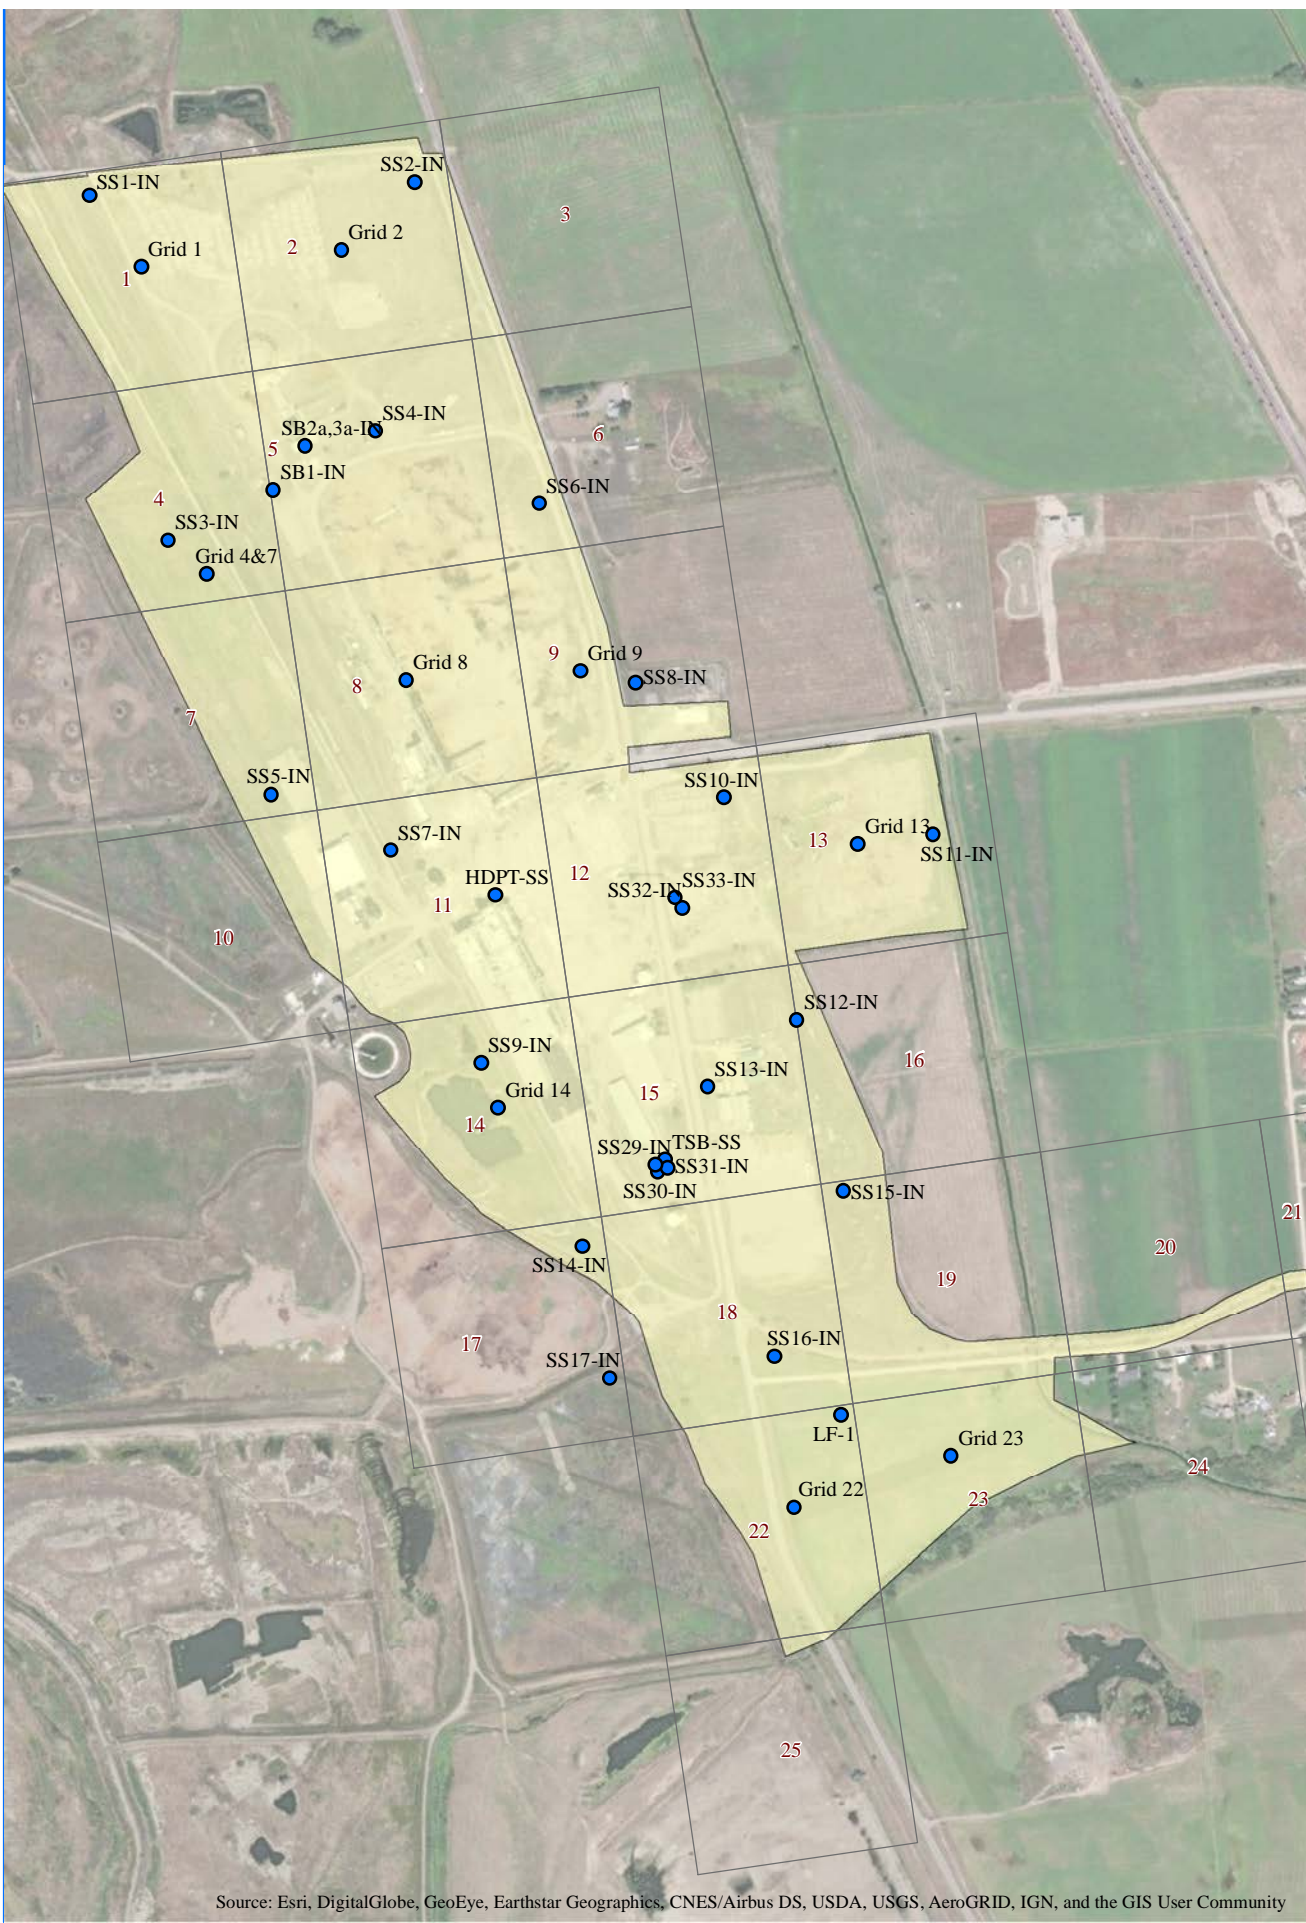 SS2-IN
SS1-IN
3
Grid 2
2
Grid 1
1
SS4-IN
SB2a,3a-IN
6
5
SB1-IN
SS6-IN
4
SS3-IN
Grid 4&7
9
Grid 9
Grid 8
SS8-IN
8
7
SS5-IN
SS10-IN
Grid 13
SS7-IN
13
SS11-IN
12
HDPT-SS
SS32-IN
SS33-IN
11
10
SS12-IN
SS9-IN
16
SS13-IN
Grid 14
15
14
SS29-IN
TSB-SS
SS31-IN
SS30-IN
SS15-IN
21
20
SS14-IN
19
18
17
SS16-IN
SS17-IN
LF-1
Grid 23
24
Grid 22
23
22
25
Source: Esri, DigitalGlobe, GeoEye, Earthstar Geographics, CNES/Airbus DS, USDA, USGS, AeroGRID, IGN, and the GIS User Community